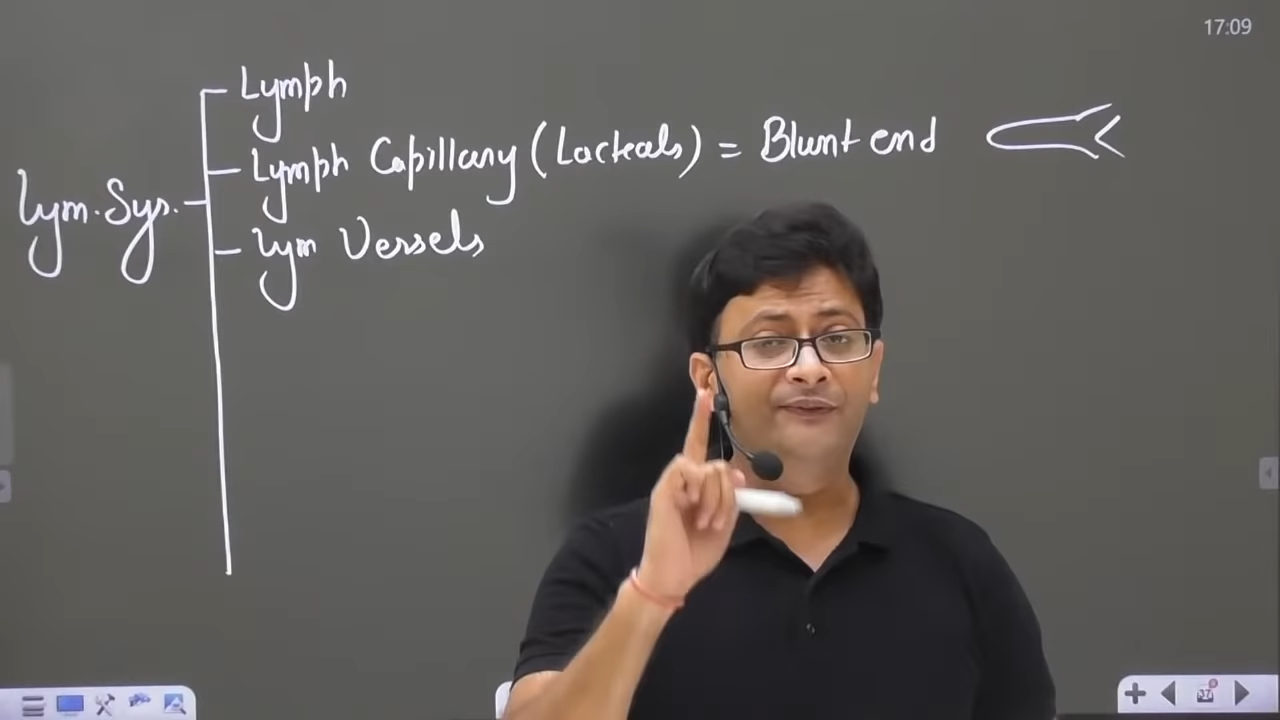 17:09
Lymph
Lymph Capillary (Lacteals) = Blunt end
Lym. Sys.
Lym Vessels